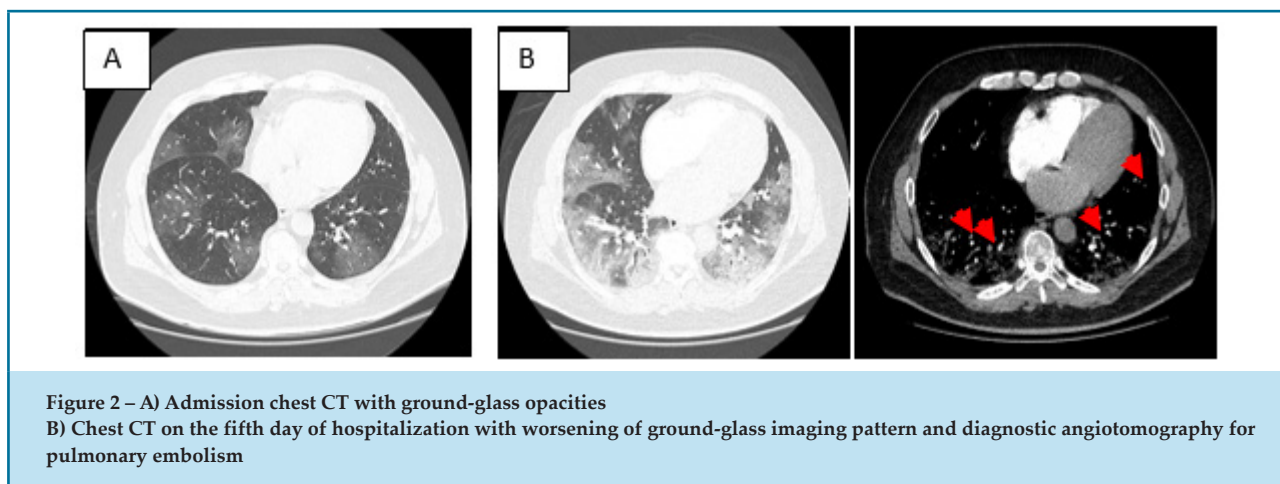 A
B
Figure 2 – A) Admission chest CT with ground-glass opacities
B) Chest CT on the fifth day of hospitalization with worsening of ground-glass imaging pattern and diagnostic angiotomography for
pulmonary embolism